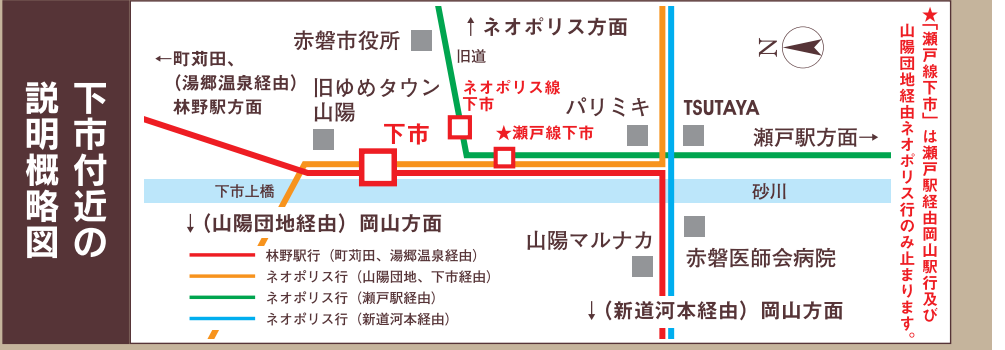 下市付近の
説明概略図
←町苅田、
（湯郷温泉経由）
林野駅方面
赤磐市役所
↑ネオポリス方面
旧道
旧ゆめタウン
山陽
ネオポリス線
下市
下市
★瀬戸線下市
パリミキ
TSUTAYA
N
瀬戸駅方面→
下市上橋
砂川
↓（山陽団地経由）岡山方面
林野駅行（町苅田、湯郷温泉経由）
ネオポリス行（山陽団地、下市経由）
ネオポリス行（瀬戸駅経由）
ネオポリス行（新道河本経由）
山陽マルナカ
赤磐医師会病院
↓（新道河本経由）岡山方面
★「瀬戸線下市」は瀬戸駅経由岡山駅行及び
山陽団地経由ネオポリス行のみ止まります。